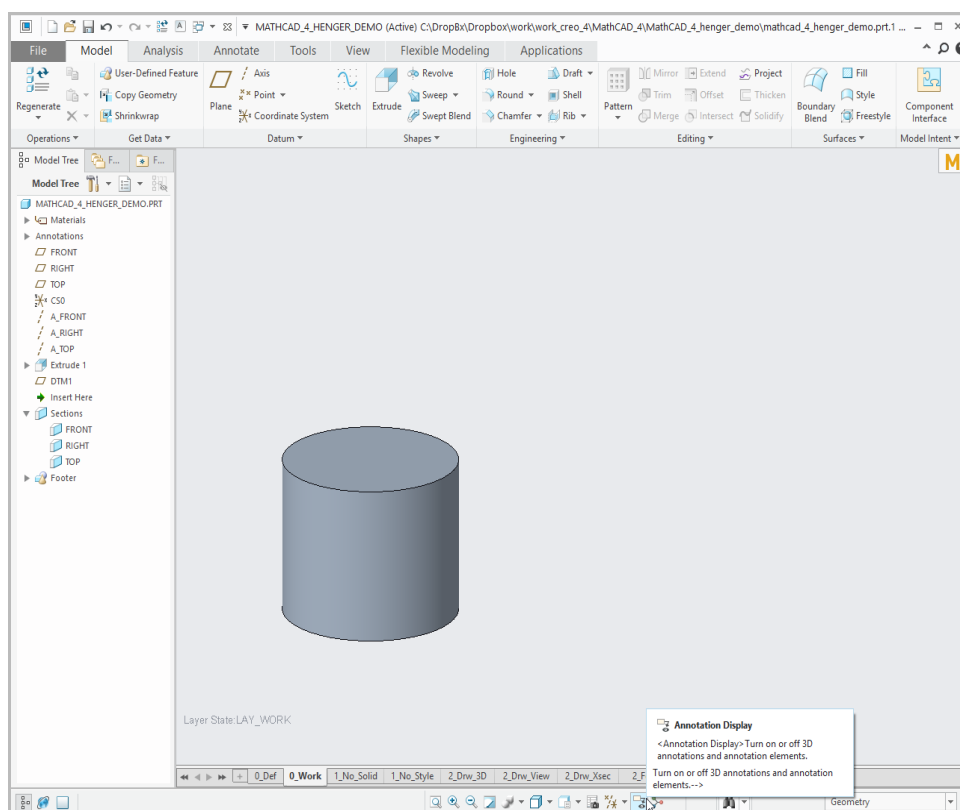 MATHCAD_4_HENGER_DEMO (Active) C:\DropBx\Dropbox\work\work_creo_4\MathCAD_4\MathCAD_4_henger_demo\mathcad_4_henger_demo.prt.1 ...
File Model Analysis Annotate Tools View Flexible Modeling Applications
User-Defined Feature Axis Revolve Hole Draft Mirror Extend Project Fill
Copy Geometry Point Sweep Round Shell Trim Offset Thicken Style
Regenerate Plane Sketch Extrude Pattern Boundary Blend Component Interface
Shrinkwrap Coordinate System Swept Blend Chamfer Rib Merge Intersect Solidify Freestyle
Operations Get Data Datum Shapes Engineering Editing Surfaces Model Intent
Model Tree F... F...
Model Tree
MATHCAD_4_HENGER_DEMO.PRT
Materials
Annotations
FRONT
RIGHT
TOP
CS0
A_FRONT
A_RIGHT
A_TOP
Extrude 1
DTM1
Insert Here
Sections
FRONT
RIGHT
TOP
Footer
M
Layer State:LAY_WORK
Annotation Display
<Annotation Display>Turn on or off 3D
annotations and annotation elements.
Turn on or off 3D annotations and annotation
elements.-->
0_Def 0_Work 1_No_Solid 1_No_Style 2_Drw_3D 2_Drw_View 2_Drw_Xsec 2_F
Geometry